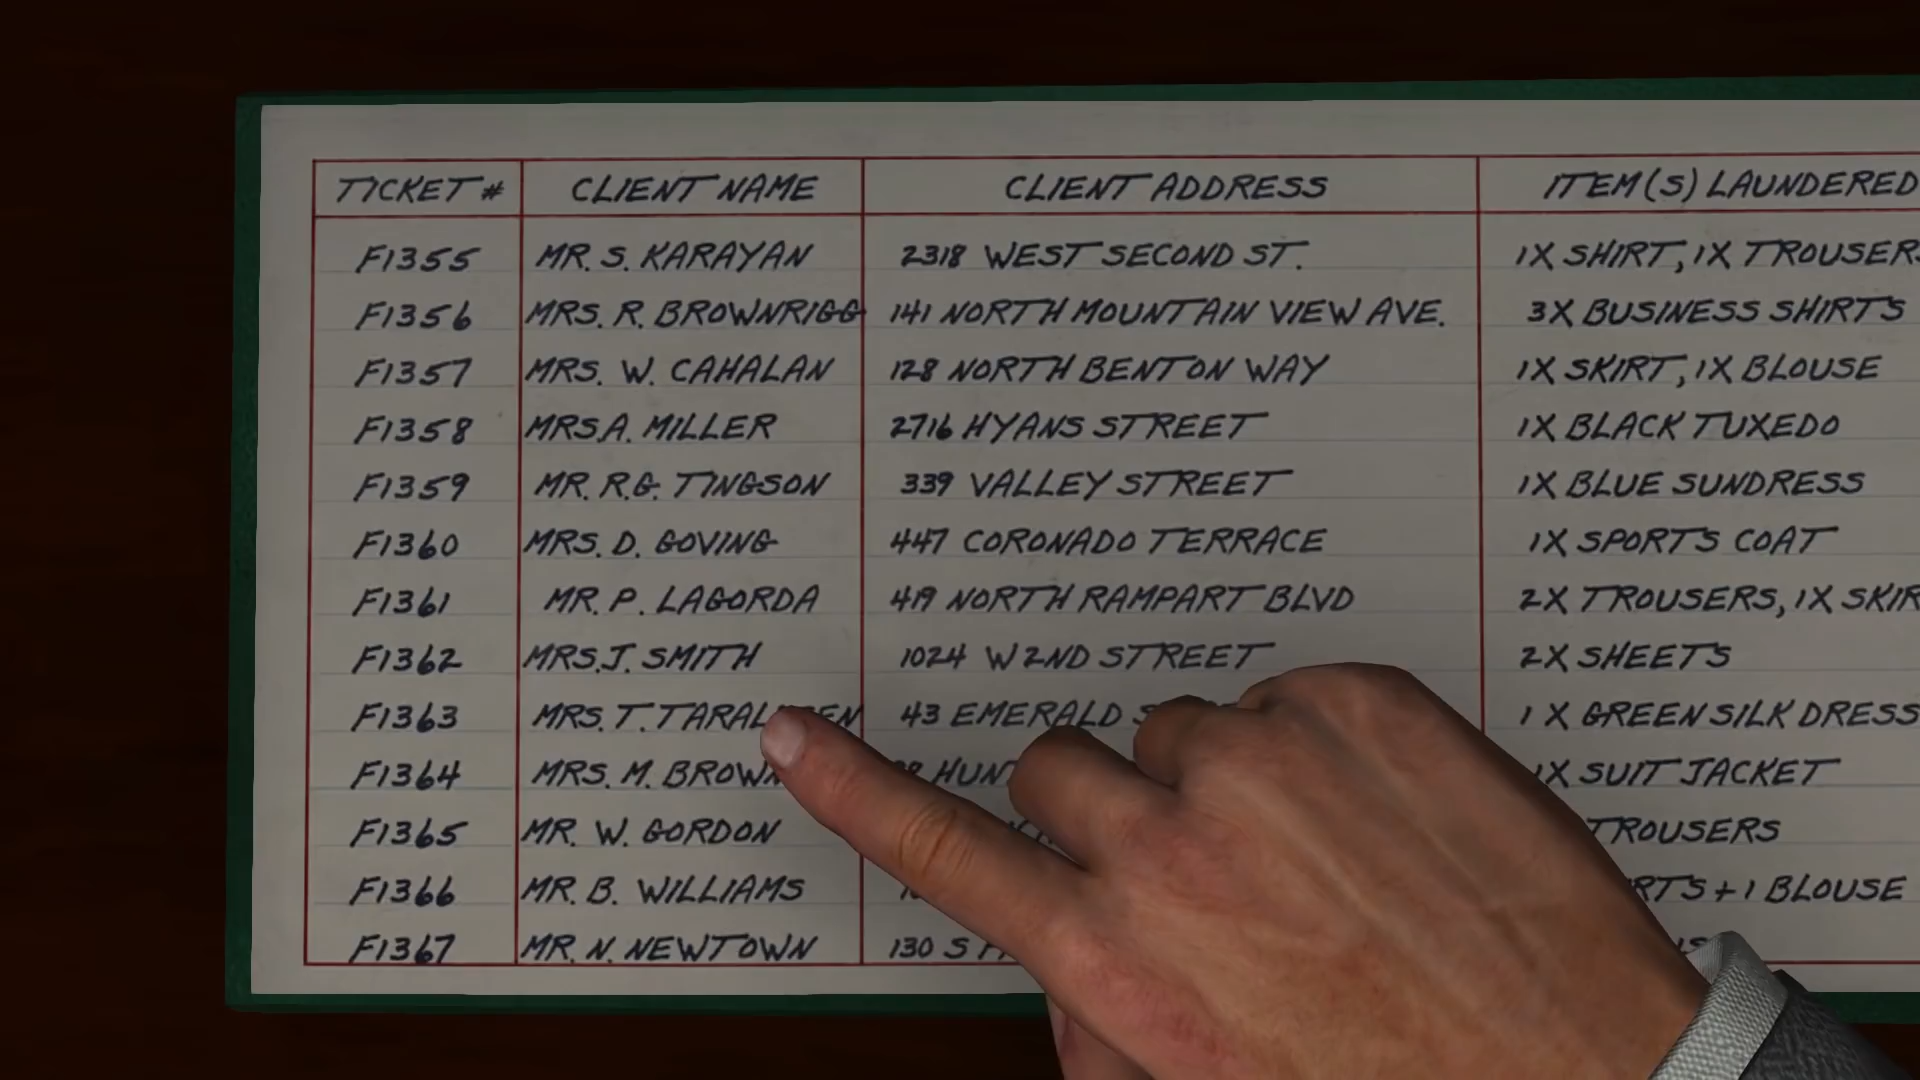 TICKET # CLIENT NAME CLIENT ADDRESS ITEM(S) LAUNDERED
F1355 MR. S. KARAYAN 2318 WEST SECOND ST. 1X SHIRT, 1X TROUSERS
F1356 MRS. R. BROWNRIGG 141 NORTH MOUNTAIN VIEW AVE. 3X BUSINESS SHIRTS
F1357 MRS. W. CAHALAN 128 NORTH BENTON WAY 1X SKIRT, 1X BLOUSE
F1358 MRS.A. MILLER 2716 HYANS STREET 1X BLACK TUXEDO
F1359 MR. R.G. TINGSON 339 VALLEY STREET 1X BLUE SUNDRESS
F1360 MRS. D. GOVING 447 CORONADO TERRACE 1X SPORTS COAT
F1361 MR. P. LAGORDA 419 NORTH RAMPART BLVD 2X TROUSERS, 1X
F1362 MRS.J. SMITH 1024 W 2ND STREET 2X SHEETS
F1363 MRS. T. 43 EMERALD 1 X GREEN SILK DRESS
F1364 MRS. M. BROWN 1X SUIT JACKET
F1365 MR. W. GORDON TROUSERS
F1366 MR. B. WILLIAMS + 1 BLOUSE
F1367 MR. N. NEWTOWN 130 S